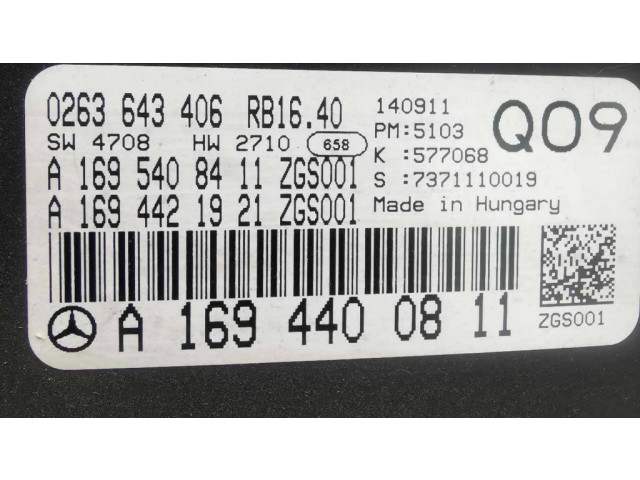 0263 643 406 RB16.40
SW 4708 HW 2710 658
A 169 540 84 11 ZGS001
A 169 442 19 21 ZGS001
140911
PM:5103
K :577068
S :7371110019
Made in Hungary
Q09
A 169 440 08 11
ZGS001